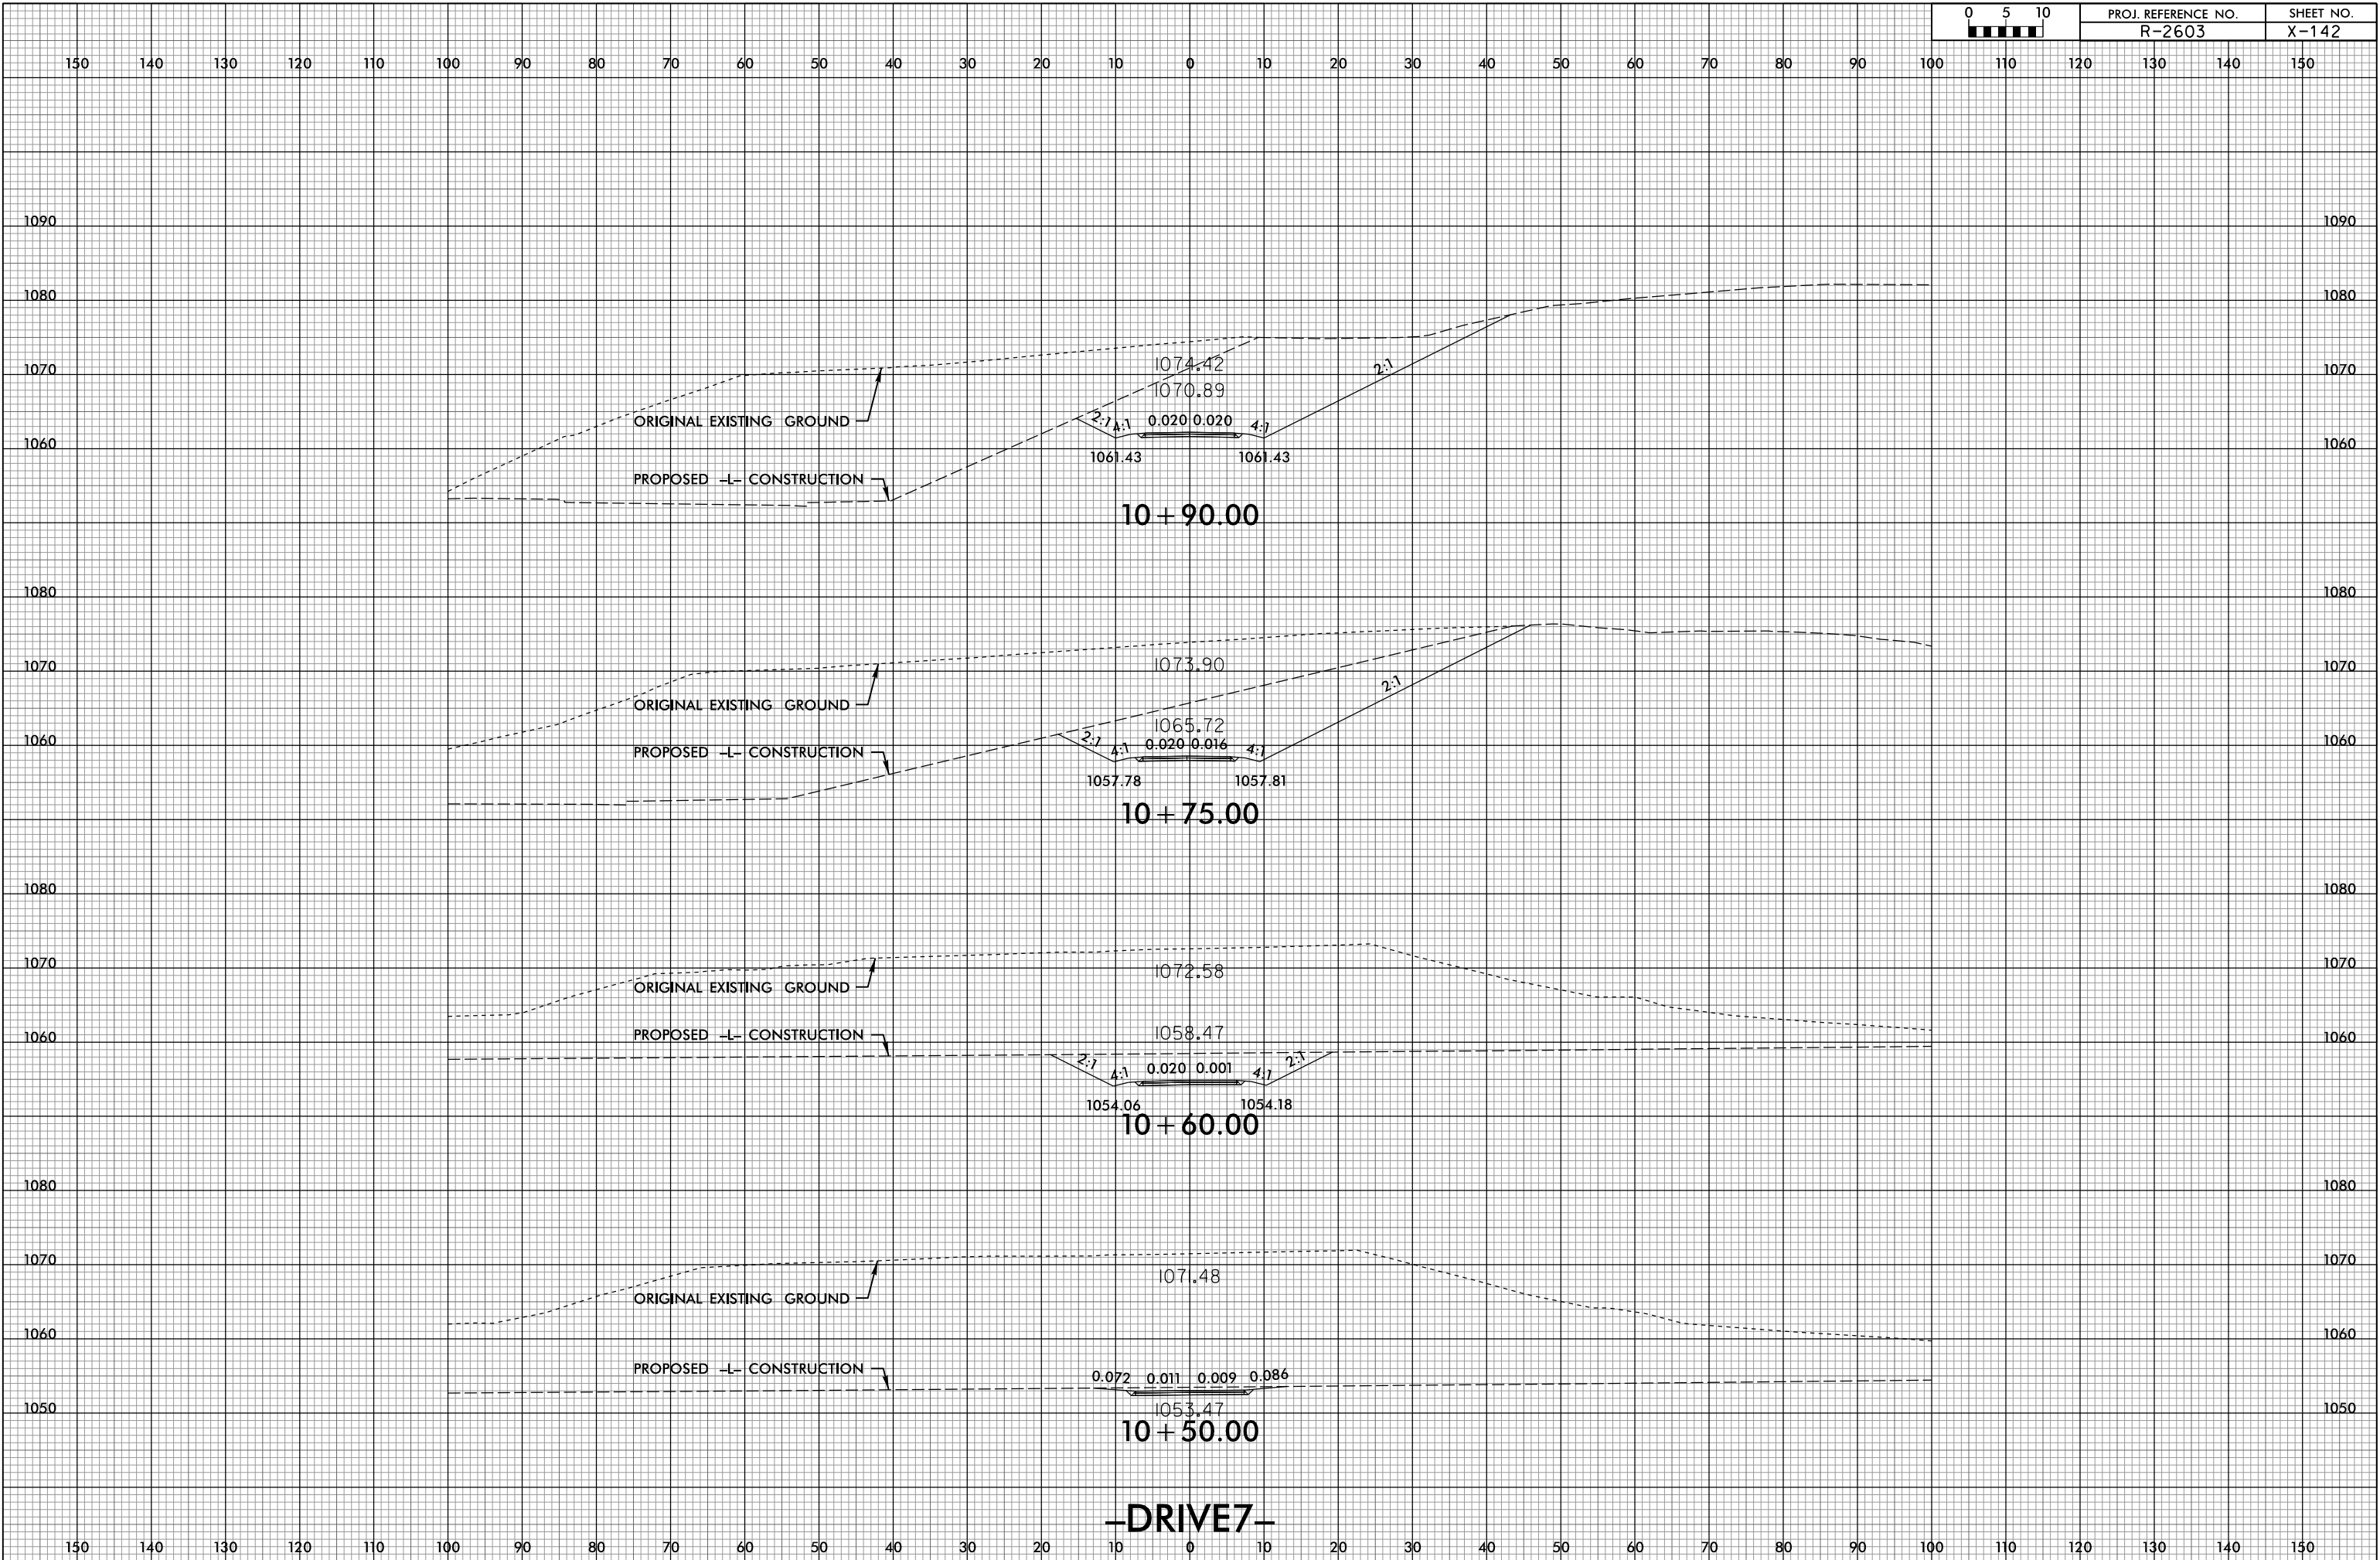 0 5 10
PROJ. REFERENCE NO. SHEET NO.
R-2603 X-142
150 140 130 120 110 100 90 80 70 60 50 40 30 20 10 0 10 20 30 40 50 60 70 80 90 100 110 120 130 140 150
1090 1090
1080 1080
1070 1074.42 2:1 1070
1070.89
ORIGINAL EXISTING GROUND 2:1 4:1 0.020 0.020 4:1
1060 1060
1061.43 1061.43
PROPOSED -L- CONSTRUCTION
10+90.00
1080 1080
1070 1073.90 1070
2:1
ORIGINAL EXISTING GROUND
1065.72
1060 2:1 4:1 0.020 0.016 4:1 1060
PROPOSED -L- CONSTRUCTION
1057.78 1057.81
10+75.00
1080 1080
1070 1072.58 1070
ORIGINAL EXISTING GROUND
PROPOSED -L- CONSTRUCTION 1058.47
1060 1060
2:1 4:1 0.020 0.001 4:1 2:1
1054.06 1054.18
10+60.00
1080 1080
1070 1070
1071.48
ORIGINAL EXISTING GROUND
1060 1060
PROPOSED -L- CONSTRUCTION
0.072 0.011 0.009 0.086
1050 1053.47 1050
10+50.00
-DRIVE7-
150 140 130 120 110 100 90 80 70 60 50 40 30 20 10 0 10 20 30 40 50 60 70 80 90 100 110 120 130 140 150